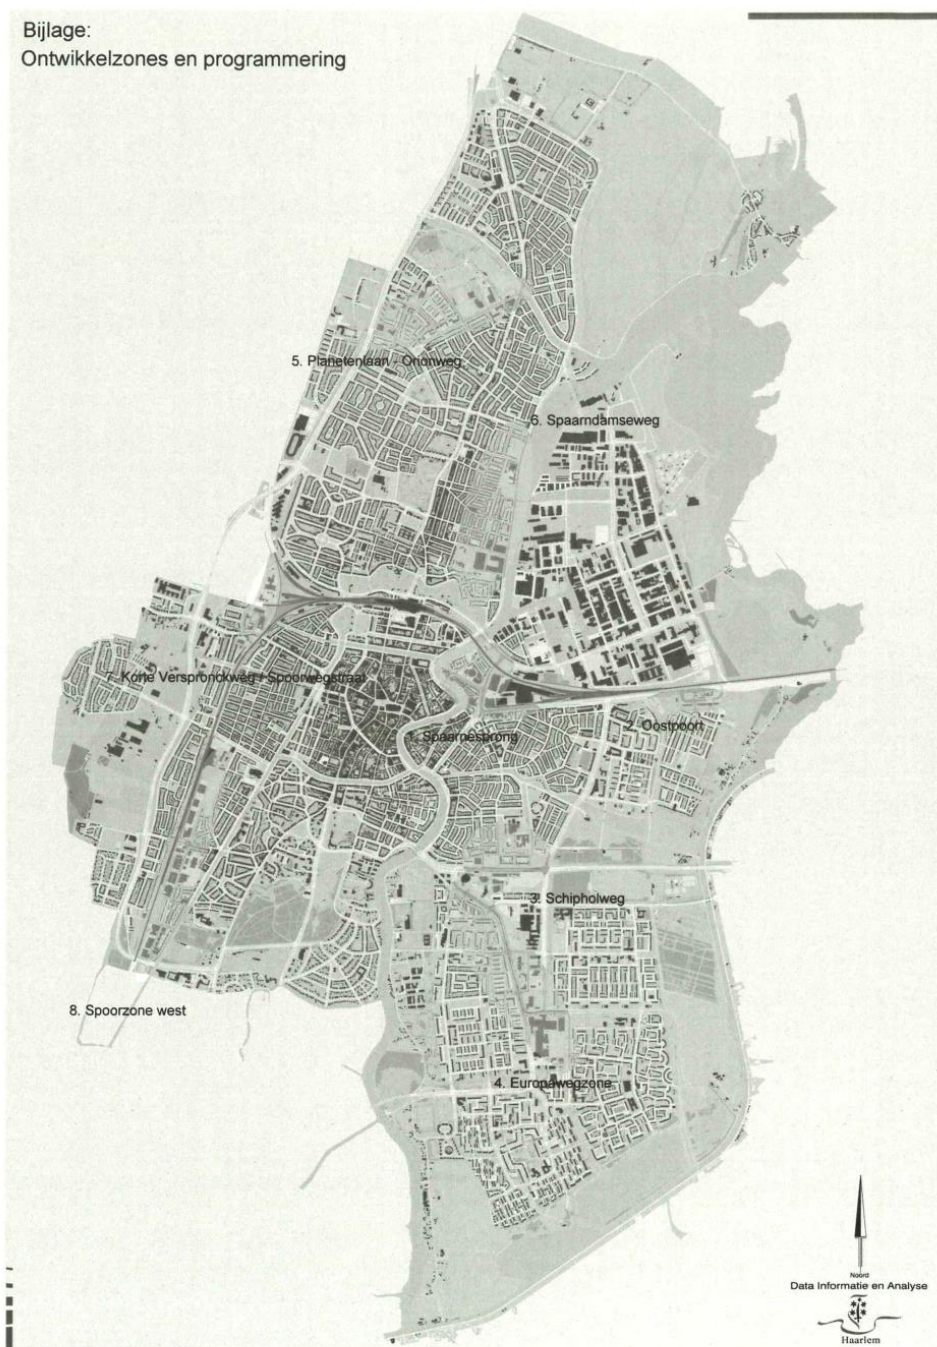 Bijlage:
Ontwikkelzones en programmering
5. Planetenlaan - Orionweg
6. Spaarndamseweg
7. Korte Verspronckweg / Spoorwegstraat
2. Oostpoort
1. Spaarnesprong
3. Schipholweg
8. Spoorzone west
4. Europawegzone
Noord
Data Informatie en Analyse
Haarlem